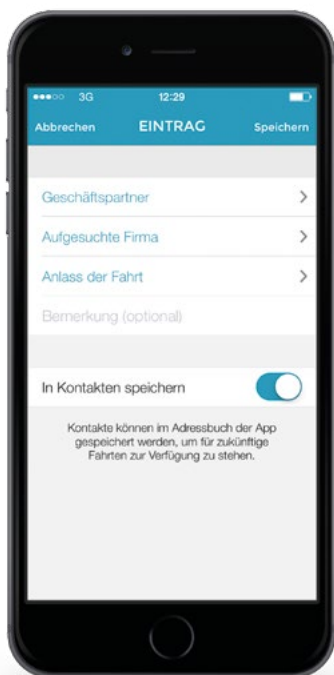 3G 12:29
Abbrechen EINTRAG Speichern
Geschäftspartner
Aufgesuchte Firma
Anlass der Fahrt
Bemerkung (optional)
In Kontakten speichern
Kontakte können im Adressbuch der App
gespeichert werden, um für zukünftige
Fahrten zur Verfügung zu stehen.